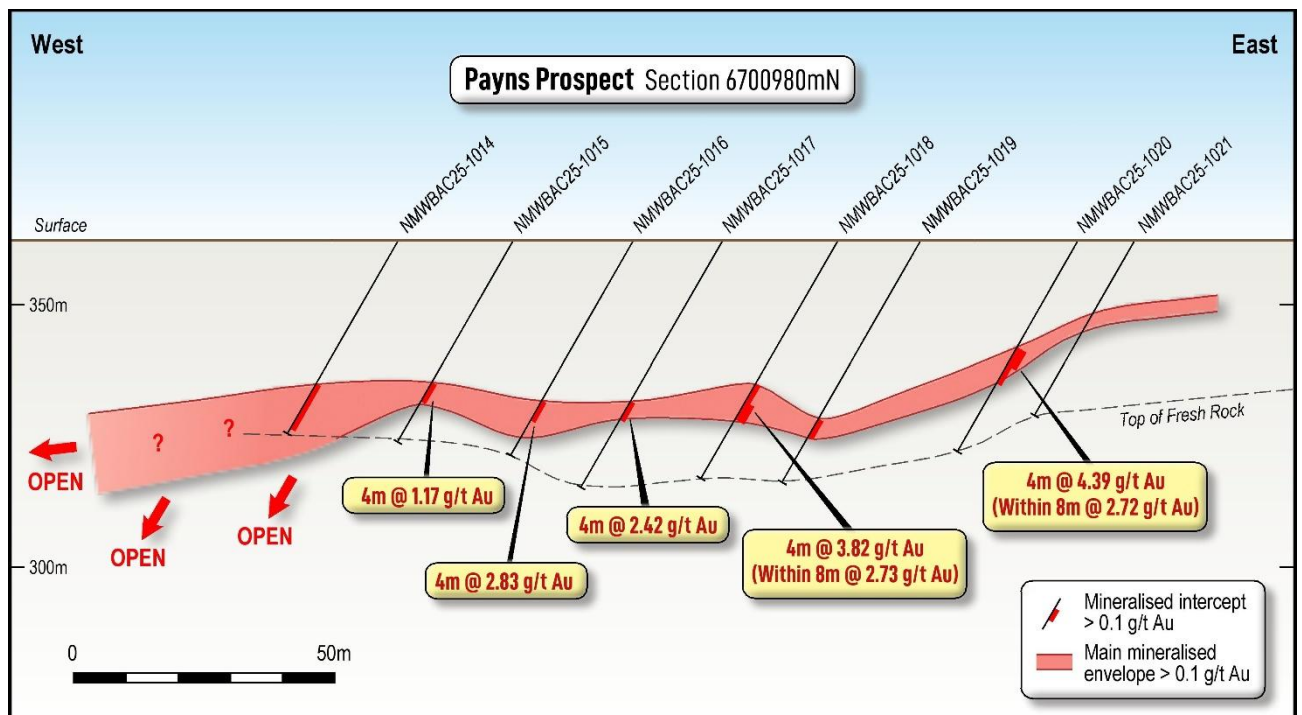 West
East
Payns Prospect Section 6700980mN
NMWBAC25-1014
NMWBAC25-1015
NMWBAC25-1016
NMWBAC25-1017
NMWBAC25-1018
NMWBAC25-1019
NMWBAC25-1020
NMWBAC25-1021
Surface
350m
Top of Fresh Rock
? ?
OPEN
OPEN
OPEN
4m @ 1.17 g/t Au
4m @ 2.83 g/t Au
4m @ 2.42 g/t Au
4m @ 3.82 g/t Au
(Within 8m @ 2.73 g/t Au)
4m @ 4.39 g/t Au
(Within 8m @ 2.72 g/t Au)
300m
0 50m
Mineralised intercept
> 0.1 g/t Au
Main mineralised
envelope > 0.1 g/t Au